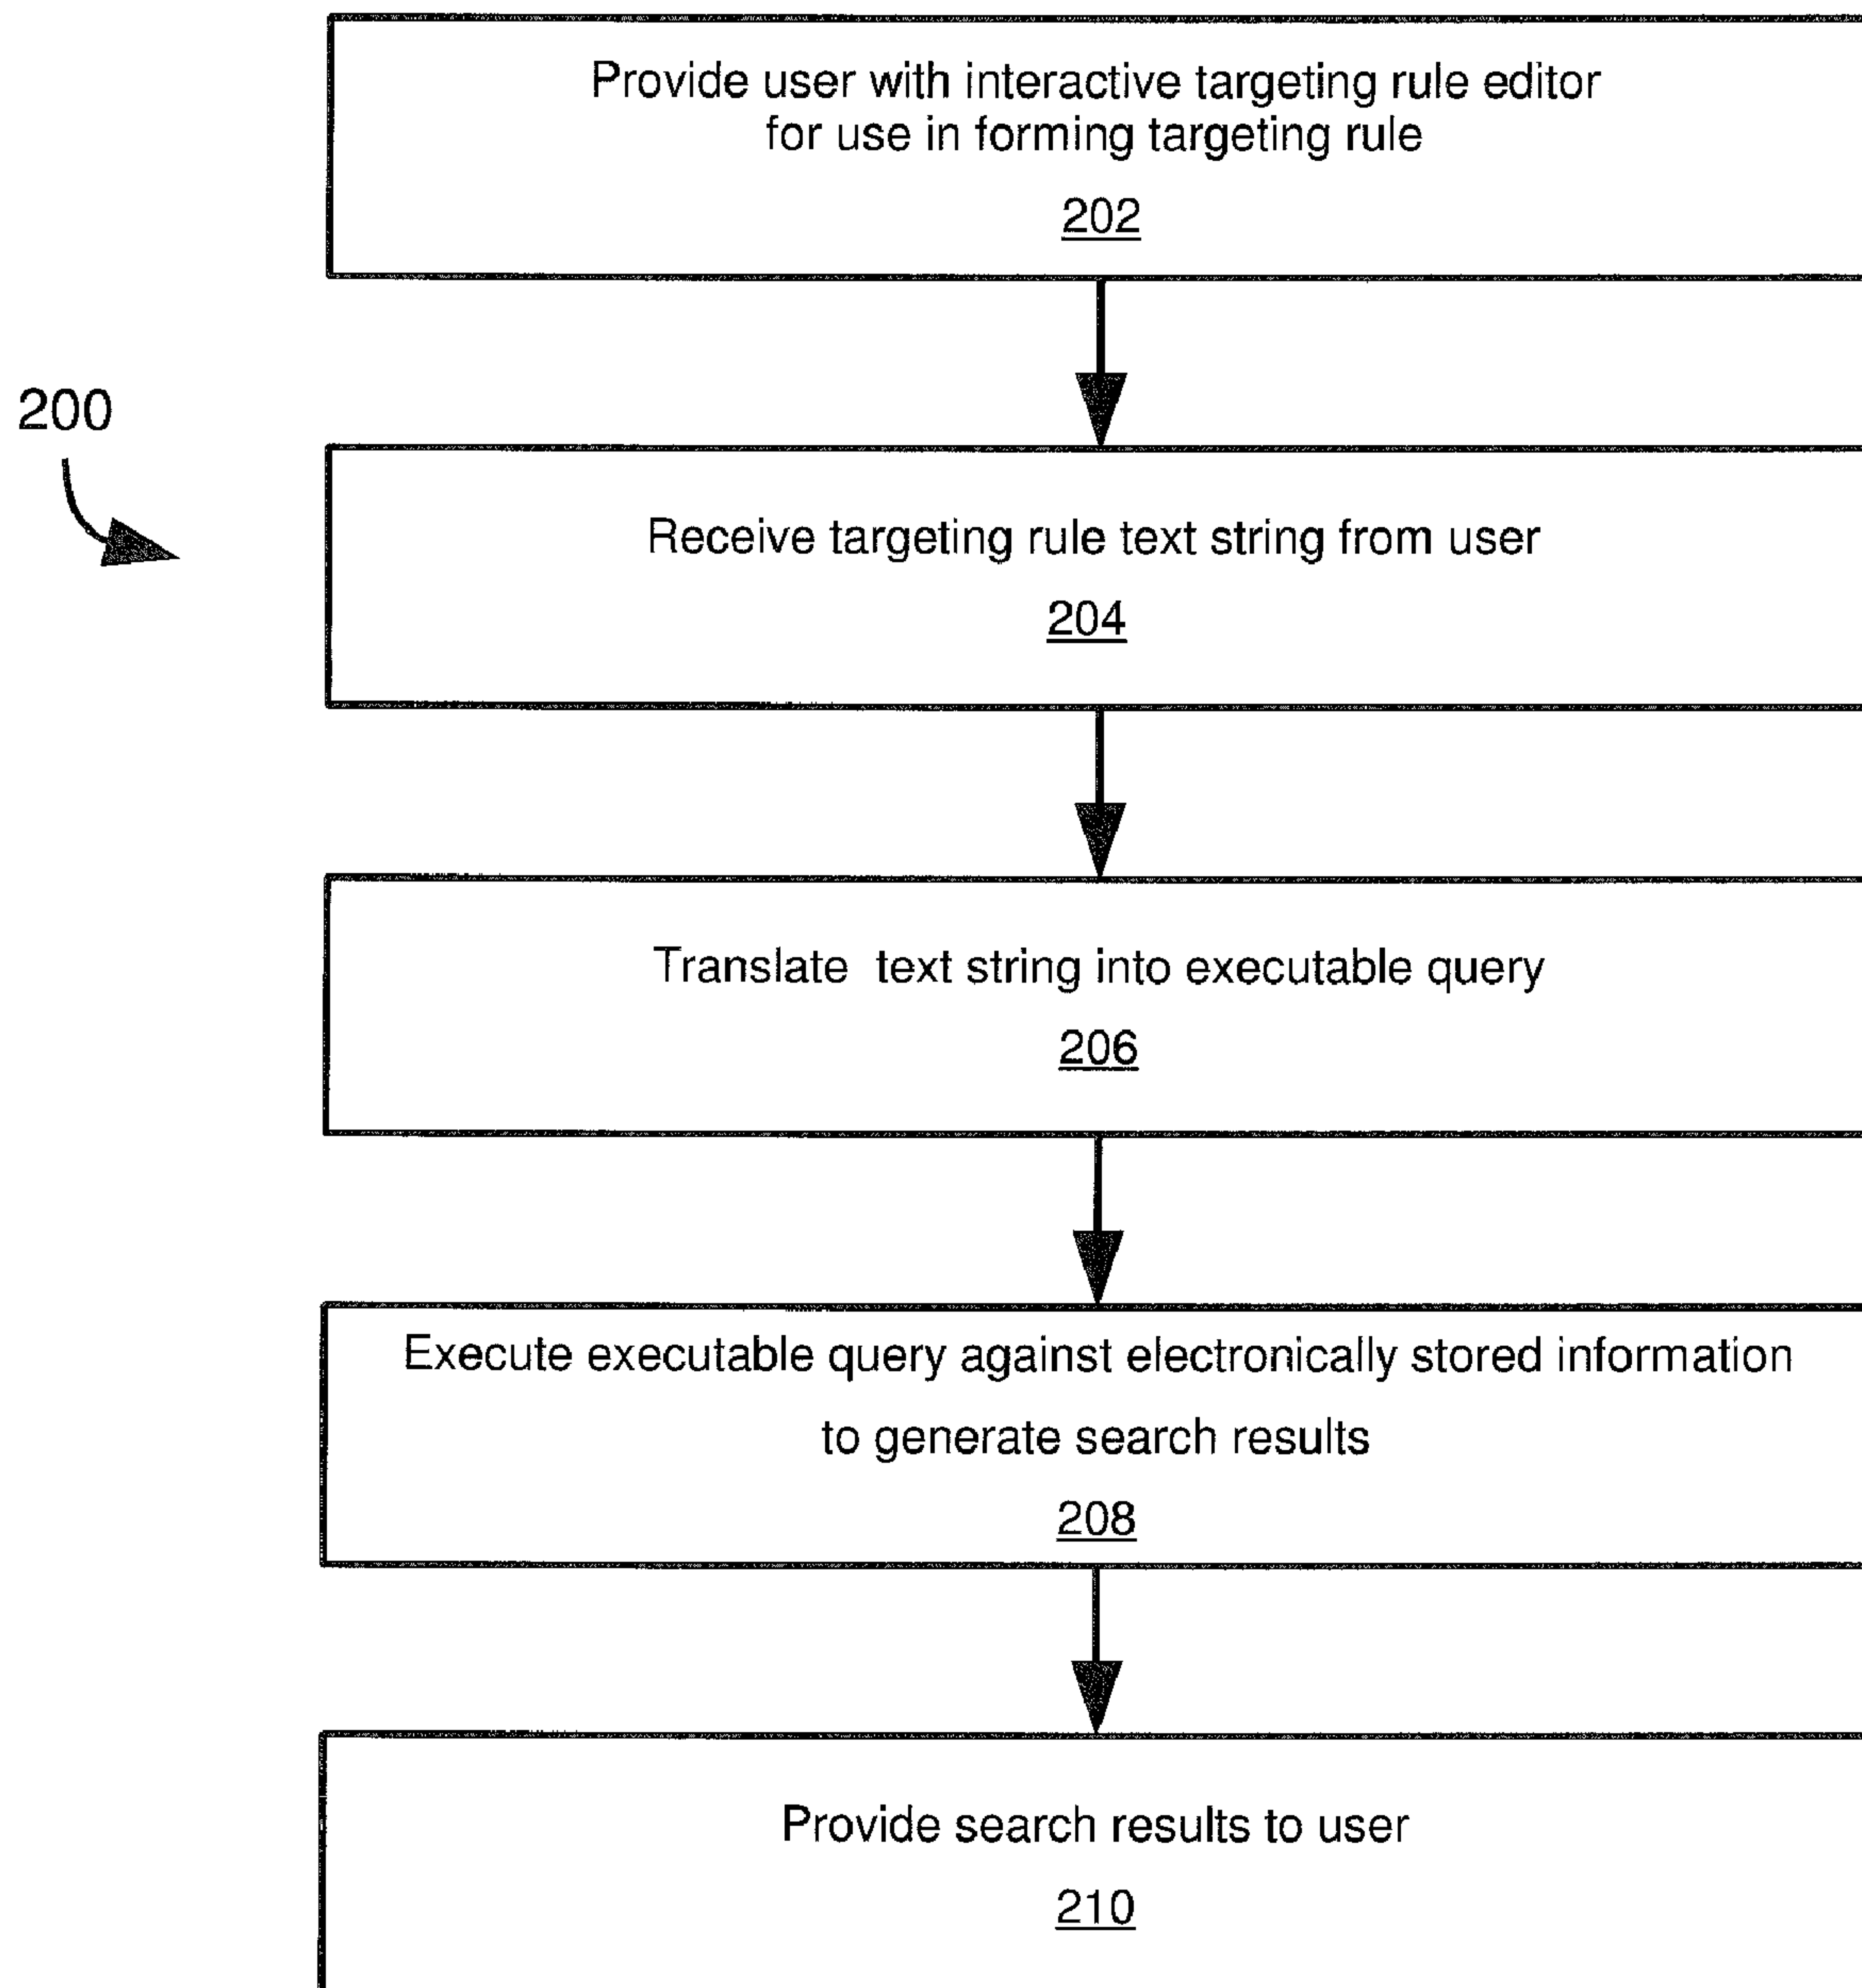 Provide user with interactive targeting rule editor
for use in forming targeting rule
202
200
Receive targeting rule text string from user
204
Translate text string into executable query
206
Execute executable query against electronically stored information
to generate search results
208
Provide search results to user
210